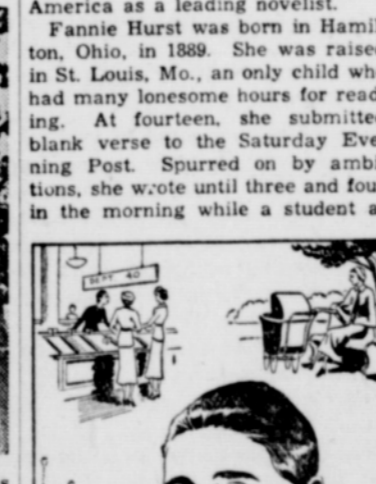 America as a leading novelist.
Fannie Hurst was born in Hamil-
ton, Ohio, in 1889. She was raise
in St. Louis, Mo., an only child wh
had many lonesome hours for read
ing. At fourteen, she submitte
blank verse to the Saturday Eve
ning Post. Spurred on by ambi
tions, she wrote until three and fou
in the morning while a student a
DEPT. 40